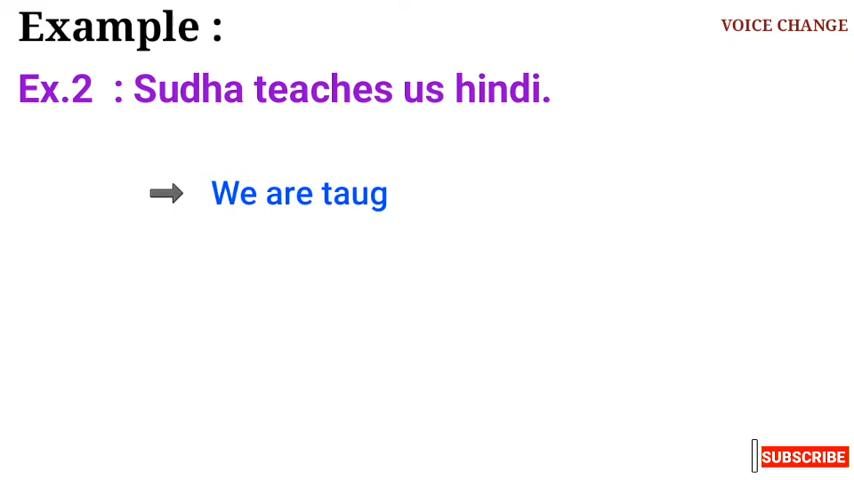 Example :
VOICE CHANGE
Ex.2 : Sudha teaches us hindi.
We are taug
SUBSCRIBE